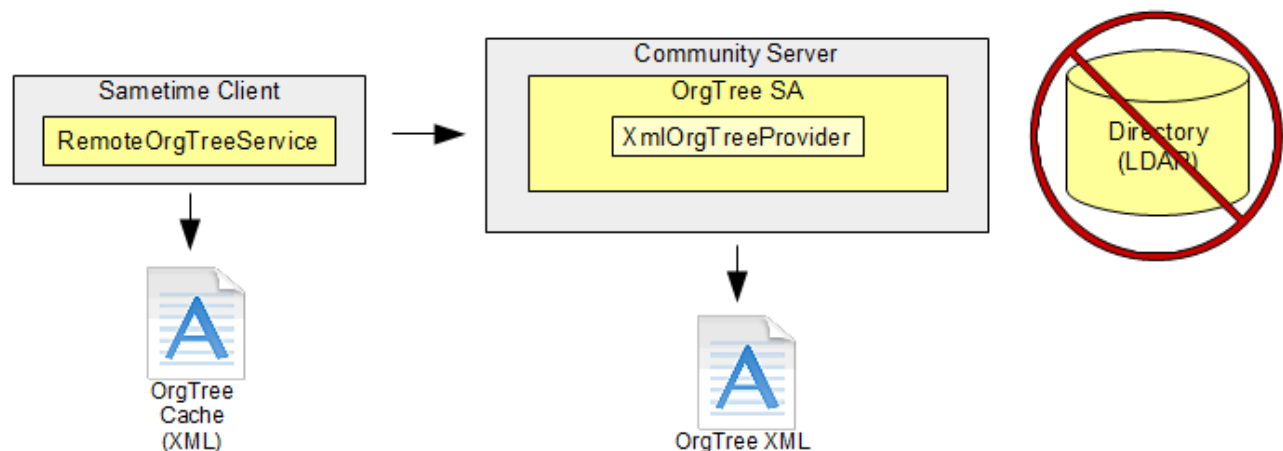 Sametime Client
RemoteOrgTreeService
OrgTree
Cache
(XML)
Community Server
OrgTree SA
XmlOrgTreeProvider
OrgTree XML
Directory
(LDAP)